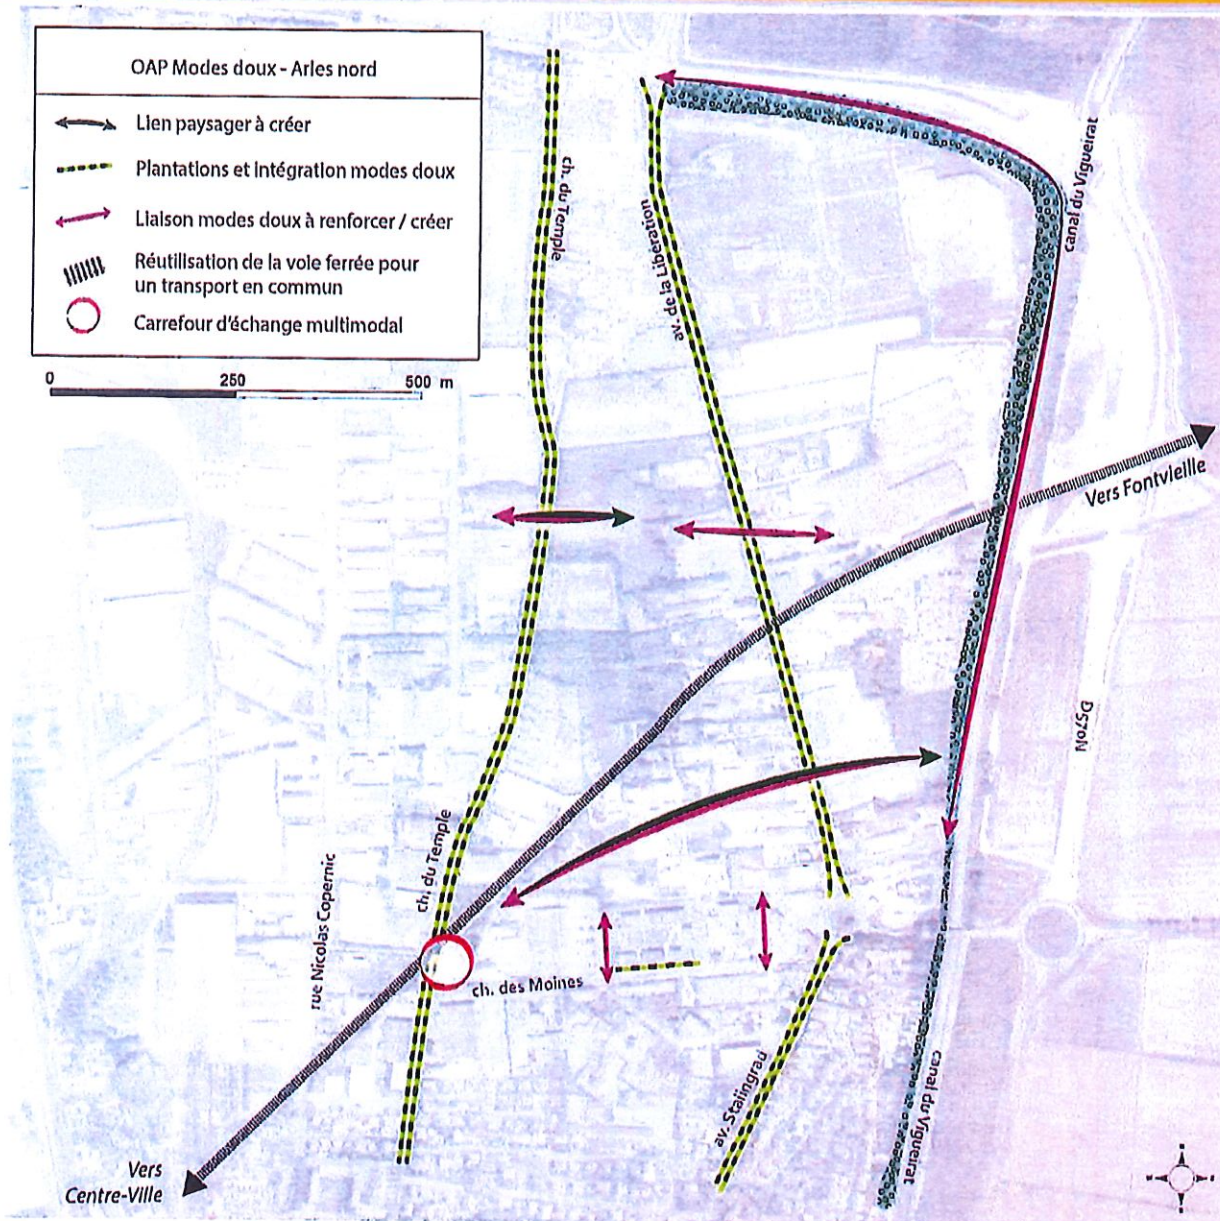 OAP Modes doux - Arles nord
Lien paysager à créer
Plantations et intégration modes doux
Liaison modes doux à renforcer / créer
Réutilisation de la voie ferrée pour
un transport en commun
Carrefour d'échange multimodal
0 250 500 m
ch. du Temple
av. de la Libération
canal du Vigueirat
Vers Fontvieille
D570N
ch. du Temple
rue Nicolas Copernic
ch. des Moines
av. Stalingrad
canal du Vigueirat
Vers
Centre-Ville